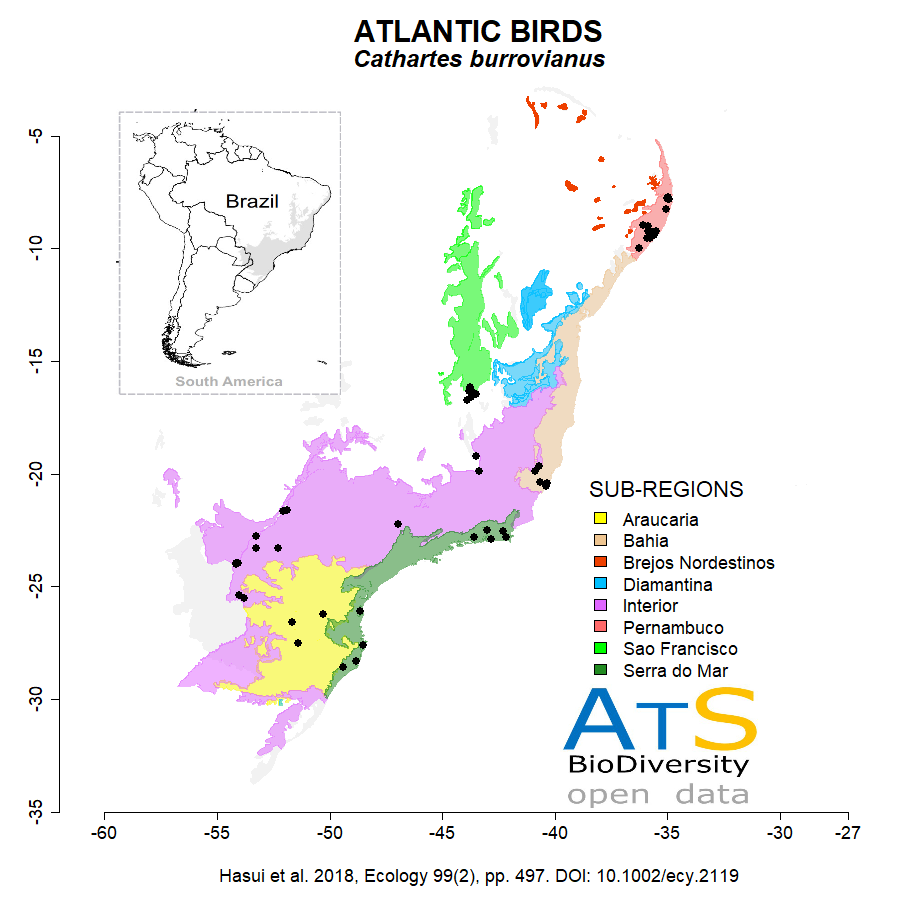 ATLANTIC BIRDS
Cathartes burrovianus
Brazil
South America
-5
-10
-15
-20
-25
-30
-35
SUB-REGIONS
Araucaria
Bahia
Brejos Nordestinos
Diamantina
Interior
Pernambuco
Sao Francisco
Serra do Mar
ATS
BioDiversity
open data
-60
-55
-50
-45
-40
-35
-30
-27
Hasui et al. 2018, Ecology 99(2), pp. 497. DOI: 10.1002/ecy.2119